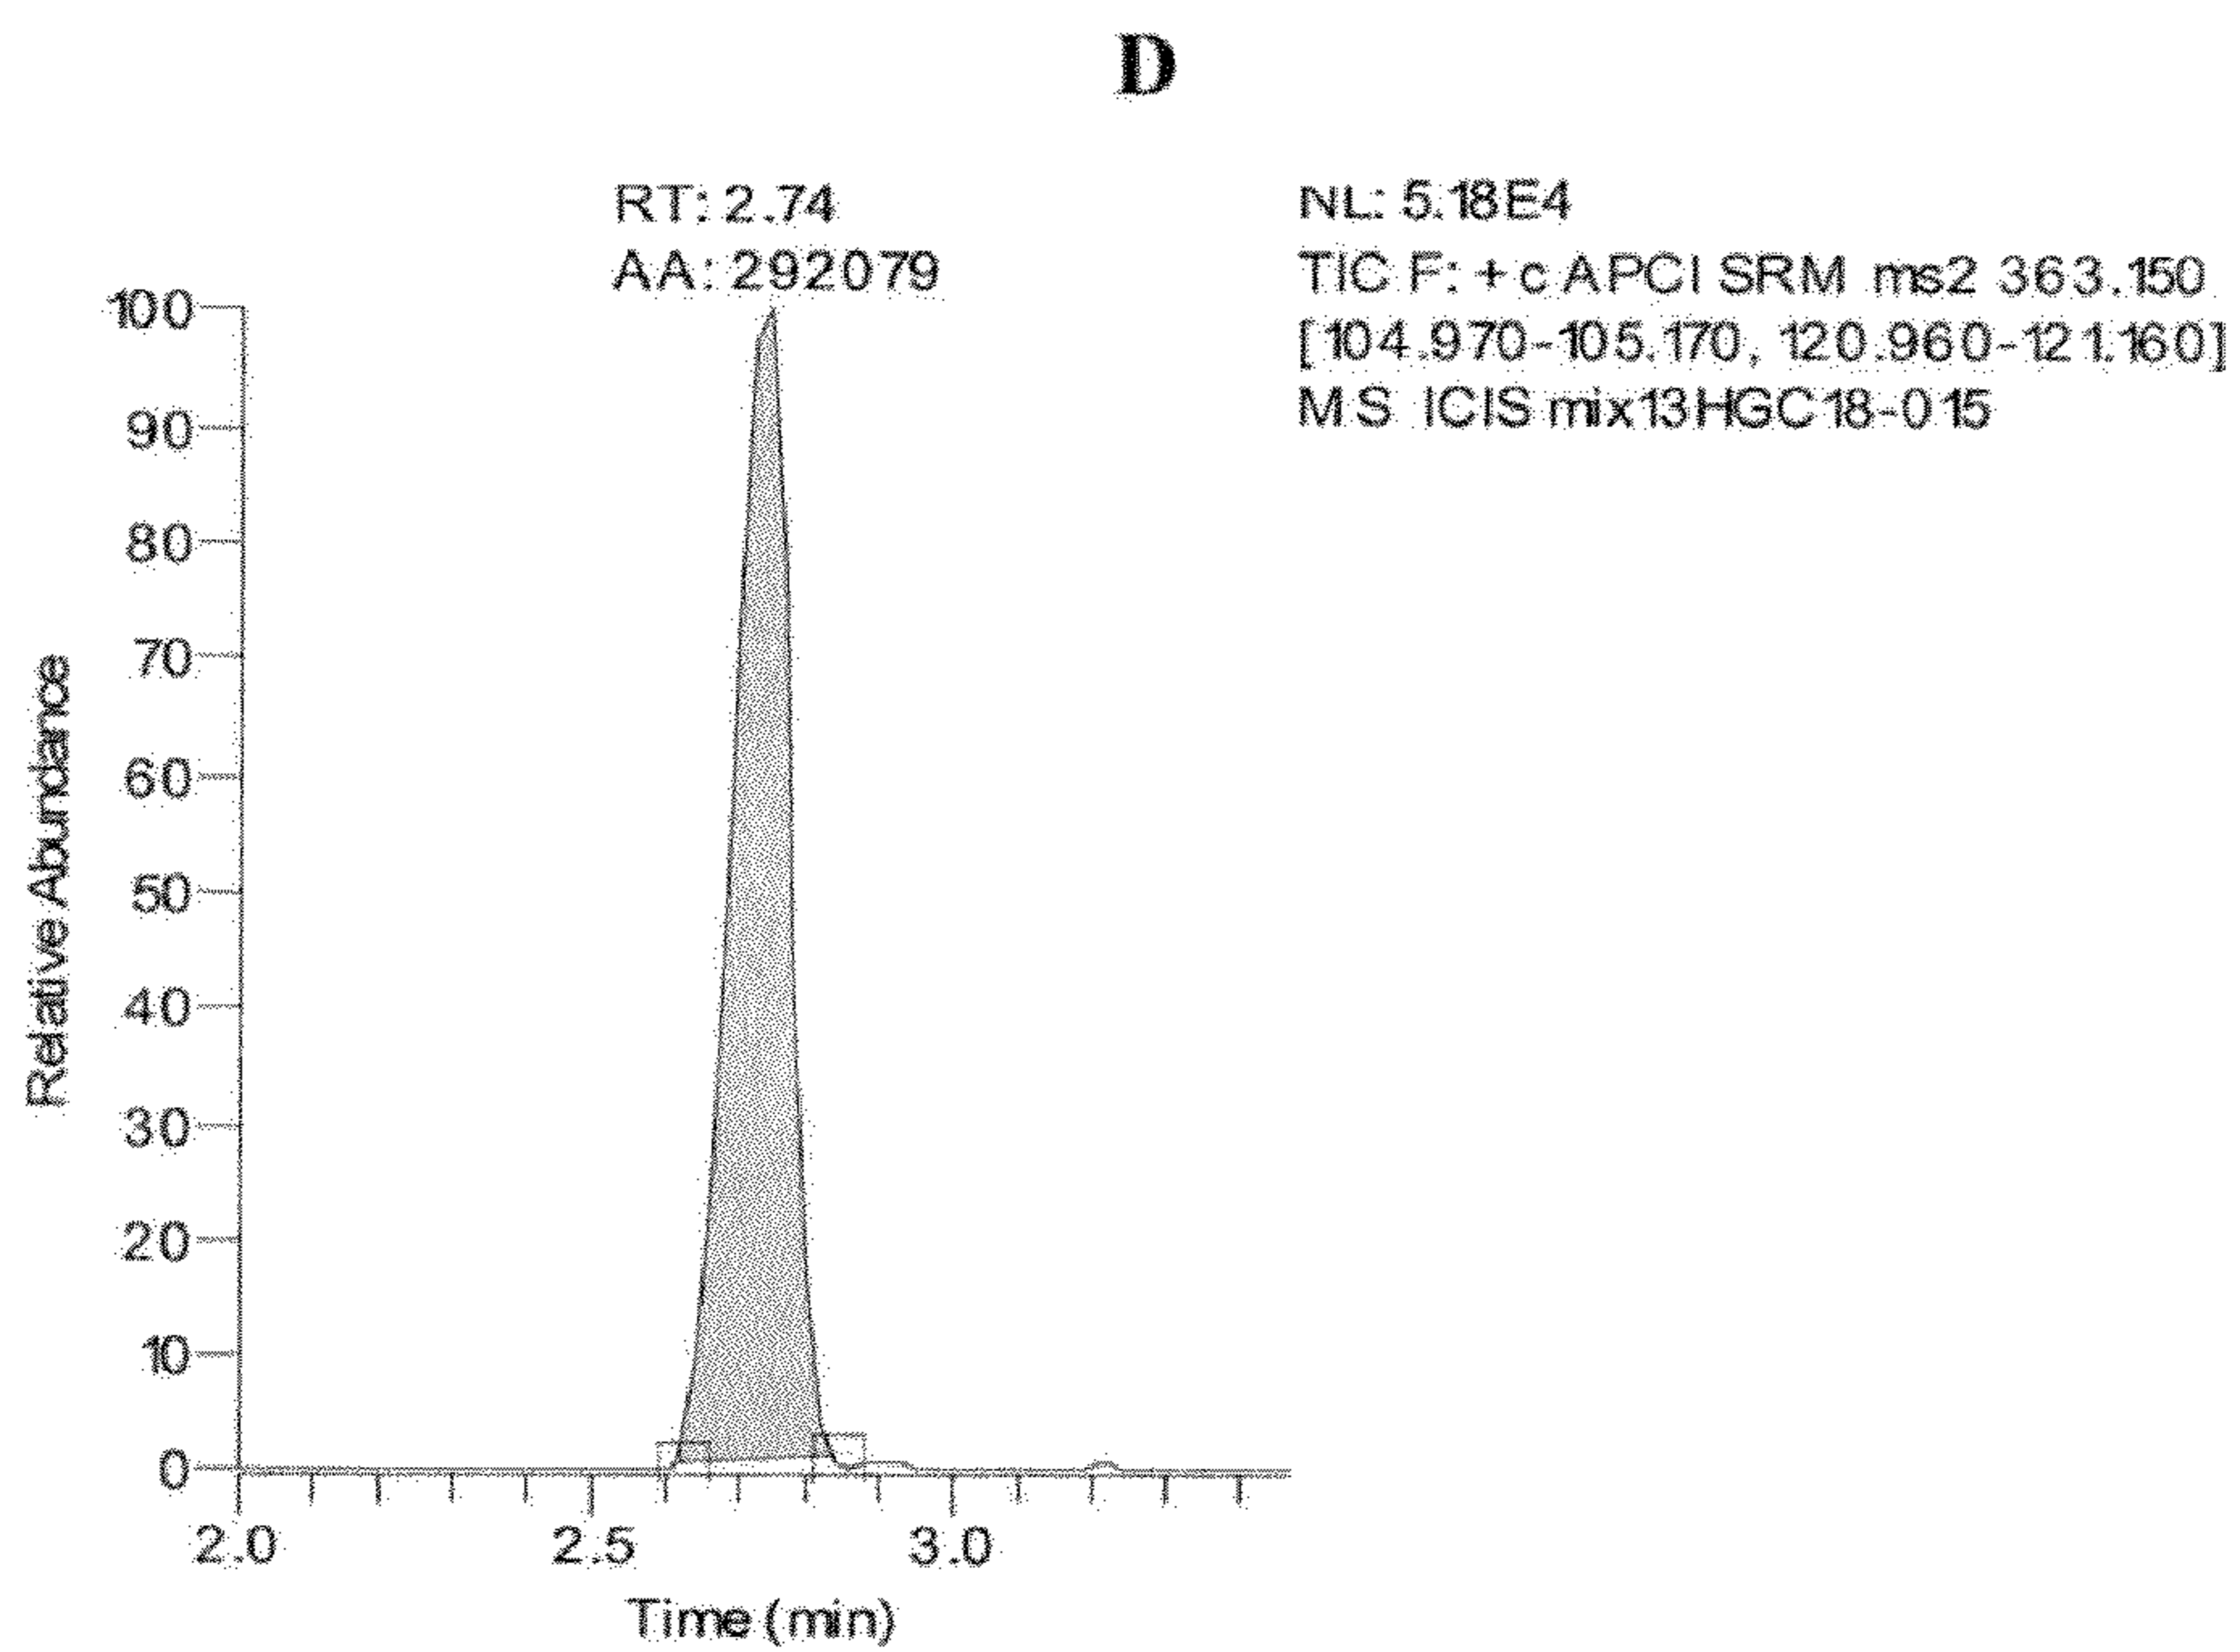 D
RT: 2.74
AA: 292079
NL: 5.18E4
TIC F: + c APCI SRM ms2 363.150
[104.970-105.170, 120.960-121.160]
MS ICIS mix13HGC18-015
100
90
80
70
60
50
40
30
20
10
0
Relative Abundance
2.0 2.5 3.0
Time (min)